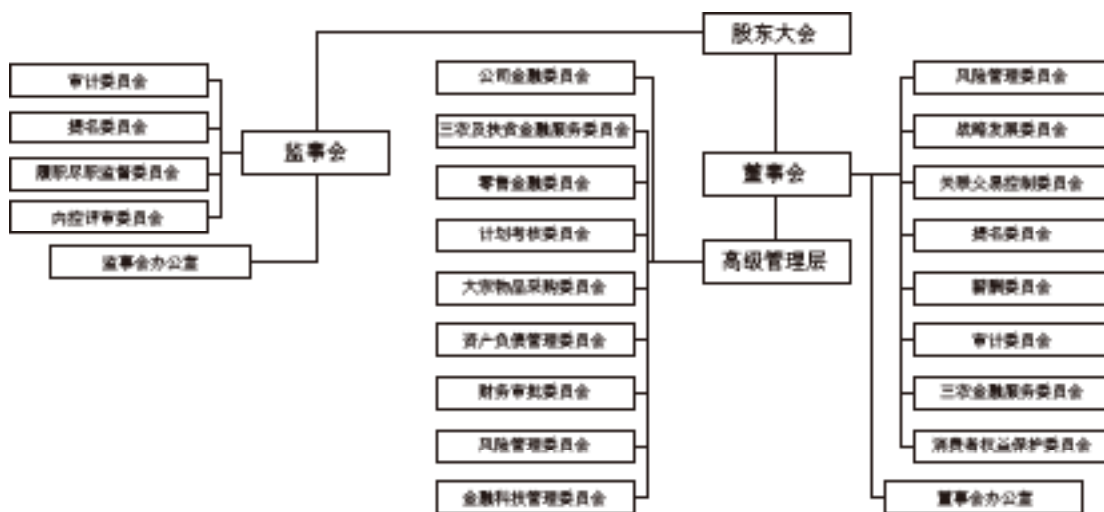 股东大会
监事会
审计委员会
提名委员会
履职尽职监督委员会
内控评审委员会
监事会办公室
董事会
高级管理层
公司金融委员会
三农及扶贫金融服务委员会
零售金融委员会
计划考核委员会
大宗物品采购委员会
资产负债管理委员会
财务审批委员会
风险管理委员会
金融科技管理委员会
风险管理委员会
战略发展委员会
关联交易控制委员会
提名委员会
薪酬委员会
审计委员会
三农金融服务委员会
消费者权益保护委员会
董事会办公室